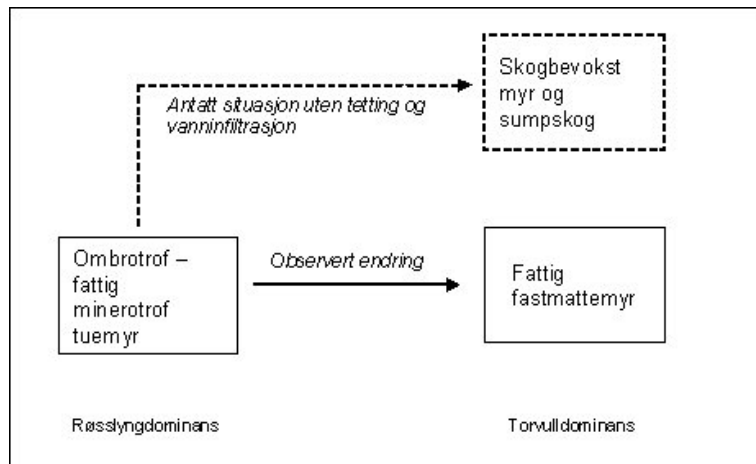 Skogbevokst
myr og
sumpskog
Antatt situasjon uten tetting og
vanninfiltrasjon
Ombrotrof –
fattig
minerotrof
tuemyr
Observert endring
Fattig
fastmattemyr
Røsslyngdominans
Torvulldominans